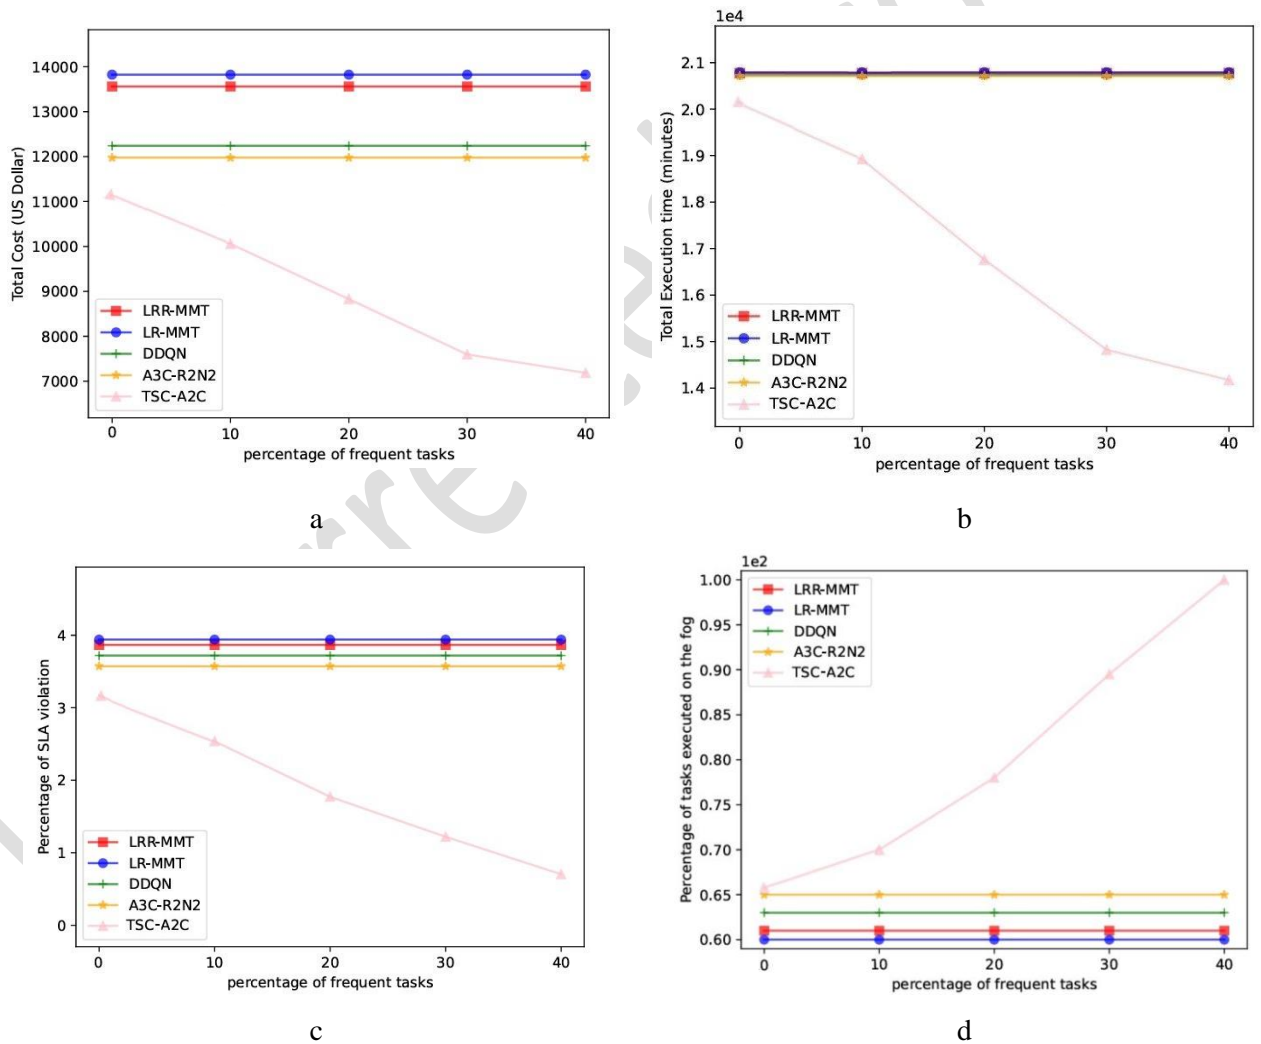 14000
13000
12000
11000
10000
9000
8000
7000
Total Cost (US Dollar)
LRR-MMT
LR-MMT
DDQN
A3C-R2N2
TSC-A2C
0 10 20 30 40
percentage of frequent tasks
a
1e4
2.1
2.0
1.9
1.8
1.7
1.6
1.5
1.4
Total Execution time (minutes)
LRR-MMT
LR-MMT
DDQN
A3C-R2N2
TSC-A2C
0 10 20 30 40
percentage of frequent tasks
b
4
3
2
1
0
Percentage of SLA violation
LRR-MMT
LR-MMT
DDQN
A3C-R2N2
TSC-A2C
0 10 20 30 40
percentage of frequent tasks
c
1e2
1.00
0.95
0.90
0.85
0.80
0.75
0.70
0.65
0.60
Percentage of tasks executed on the fog
LRR-MMT
LR-MMT
DDQN
A3C-R2N2
TSC-A2C
0 10 20 30 40
percentage of frequent tasks
d